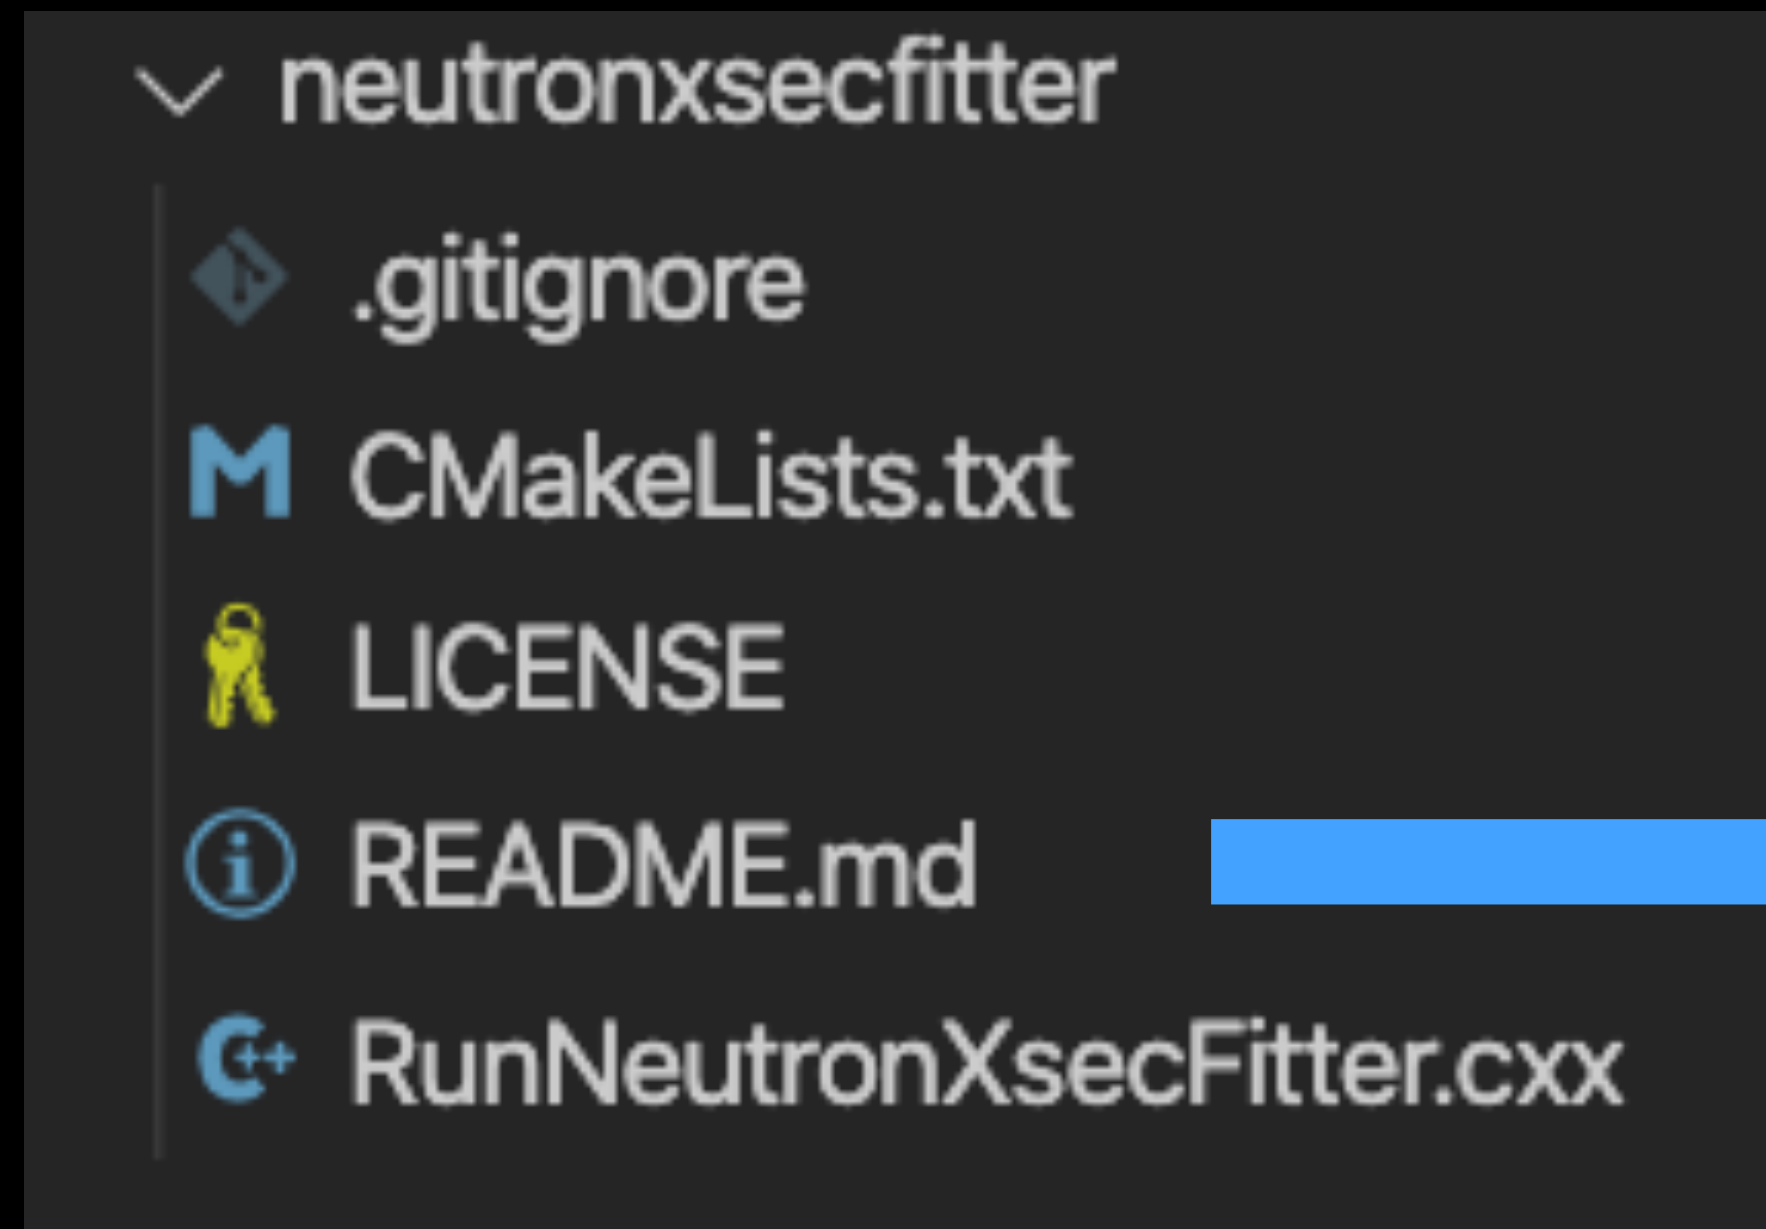 neutronxsecfitter
.gitignore
CMakeLists.txt
LICENSE
README.md
RunNeutronXsecFitter.cxx